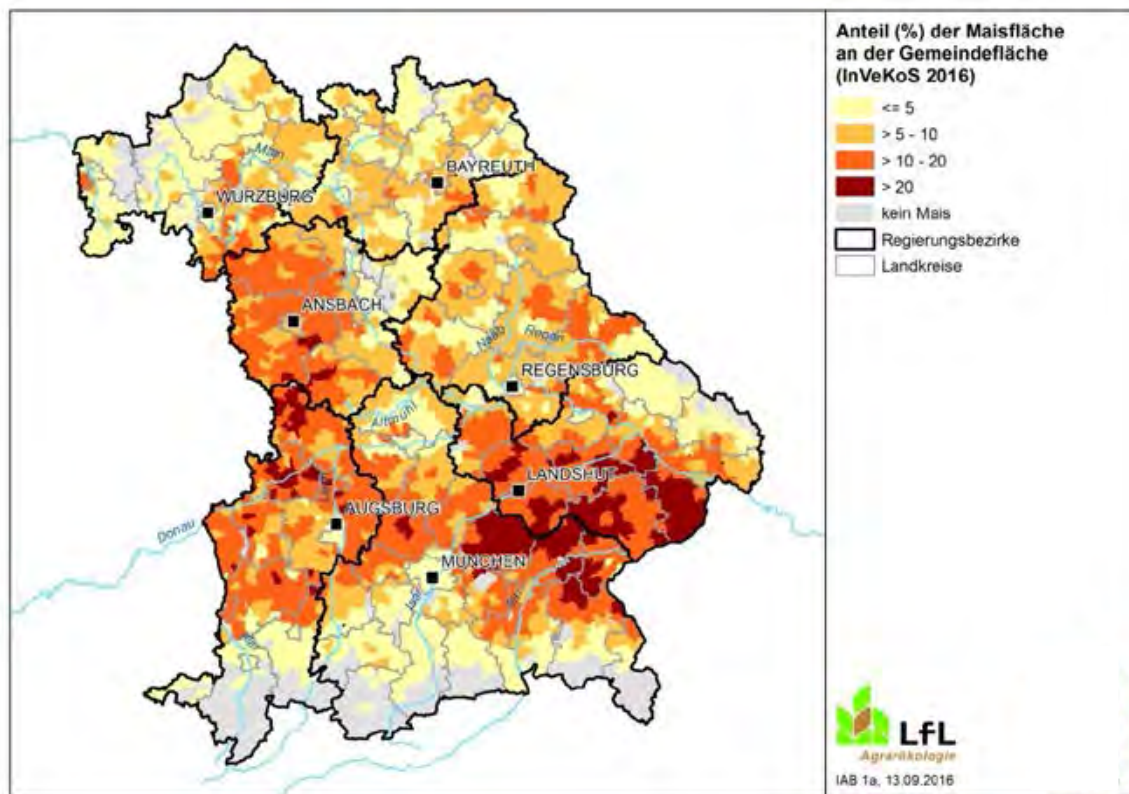 Anteil (%) der Maisfläche
an der Gemeindefläche
(InVeKoS 2016)
<= 5
> 5 - 10
> 10 - 20
> 20
kein Mais
Regierungsbezirke
Landkreise
Main
BAYREUTH
WÜRZBURG
ANSBACH
Naab
Regen
REGENSBURG
Altmühl
LANDSHUT
AUGSBURG
Donau
MÜNCHEN
Isar
LfL
Agrarökologie
IAB 1a, 13.09.2016